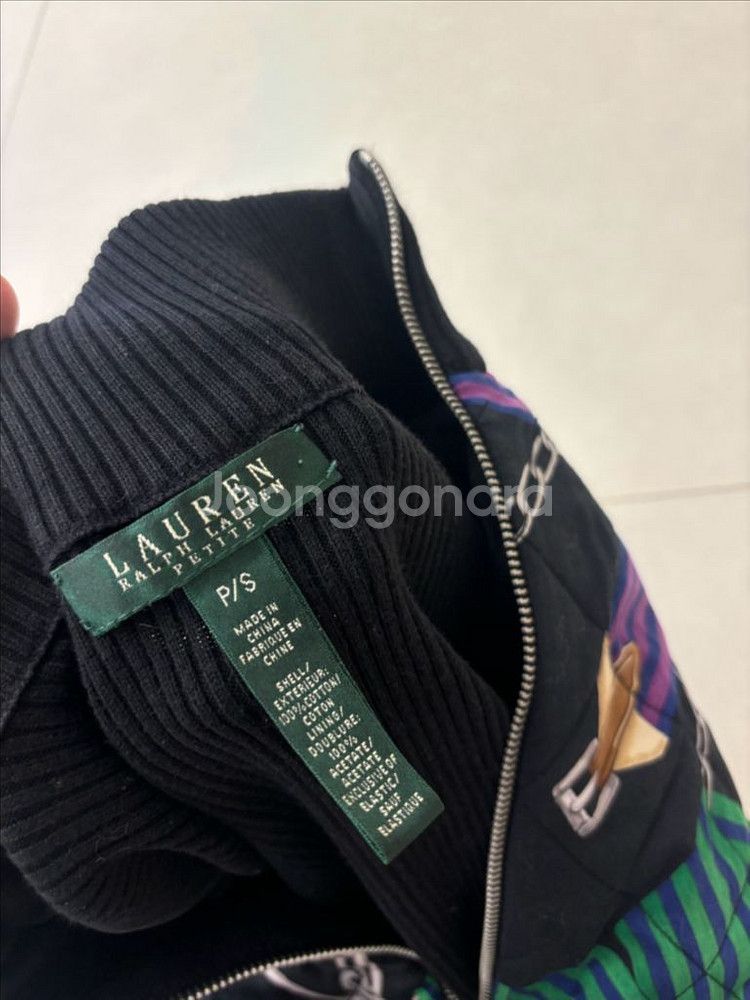 LAUREN
RALPH LAUREN
PETITE
Joonggonara
P/S
MADE IN
CHINA
FABRIQUE EN
CHINE
SHELL/
EXTERIEUR:
100%COTTON/
COTON
LINING/
DOUBLURE:
100%
ACETATE/
ACETATE
EXCLUSIVE OF
ELASTIC/
SAUF
ELASTIQUE